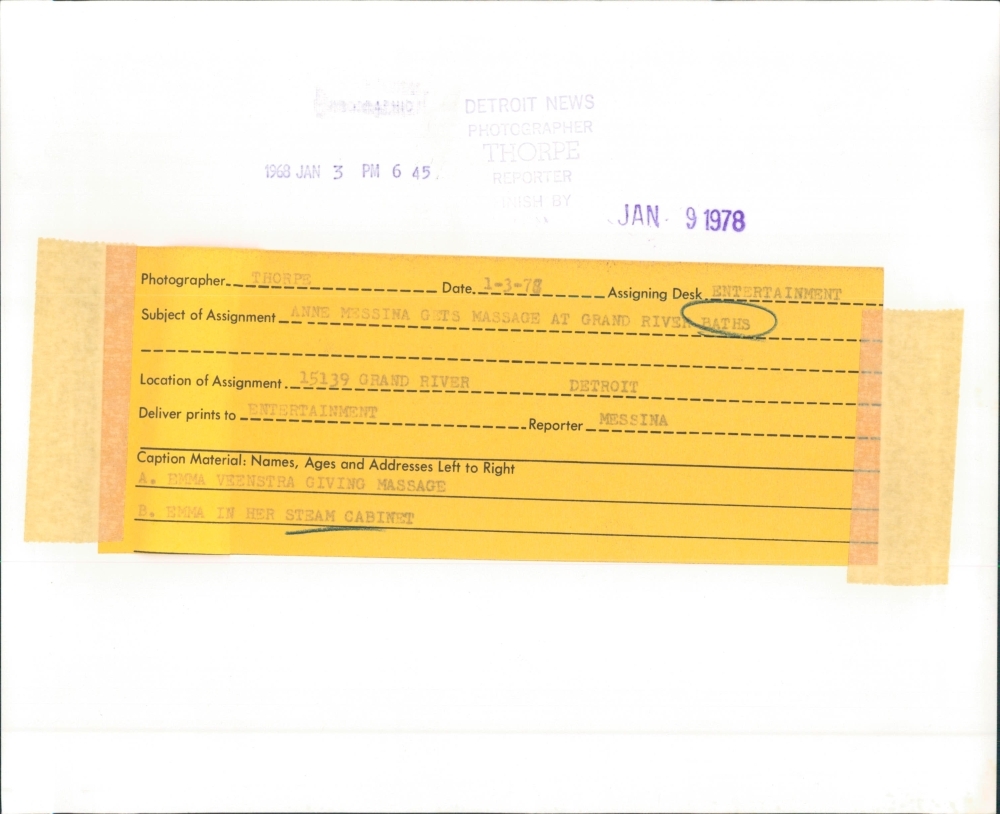 DETROIT NEWS
PHOTOGRAPHER
THORPE
REPORTER
BY
1968 JAN 3 PM 6 45
JAN 9 1978
Photographer THORPE Date 1-3-78 Assigning Desk ENTERTAINMENT
Subject of Assignment ANNE MESSINA GETS MASSAGE AT GRAND RIVER BATHS
Location of Assignment 15139 GRAND RIVER DETROIT
Deliver prints to ENTERTAINMENT Reporter MESSINA
Caption Material: Names, Ages and Addresses Left to Right
A. EMMA VEENSTRA GIVING MASSAGE
B. EMMA IN HER STEAM CABINET